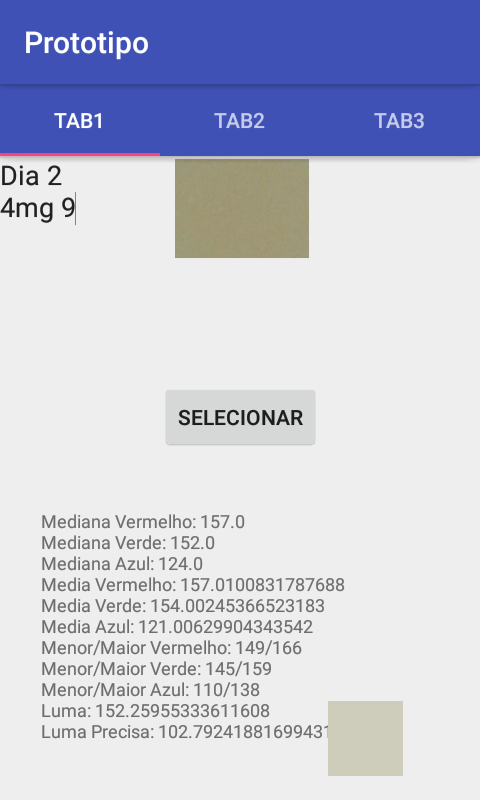 Prototipo
TAB1 TAB2 TAB3
Dia 2
4mg 9
SELECIONAR
Mediana Vermelho: 157.0
Mediana Verde: 152.0
Mediana Azul: 124.0
Media Vermelho: 157.0100831787688
Media Verde: 154.00245366523183
Media Azul: 121.00629904343542
Menor/Maior Vermelho: 149/166
Menor/Maior Verde: 145/159
Menor/Maior Azul: 110/138
Luma: 152.25955333611608
Luma Precisa: 102.79241881699431